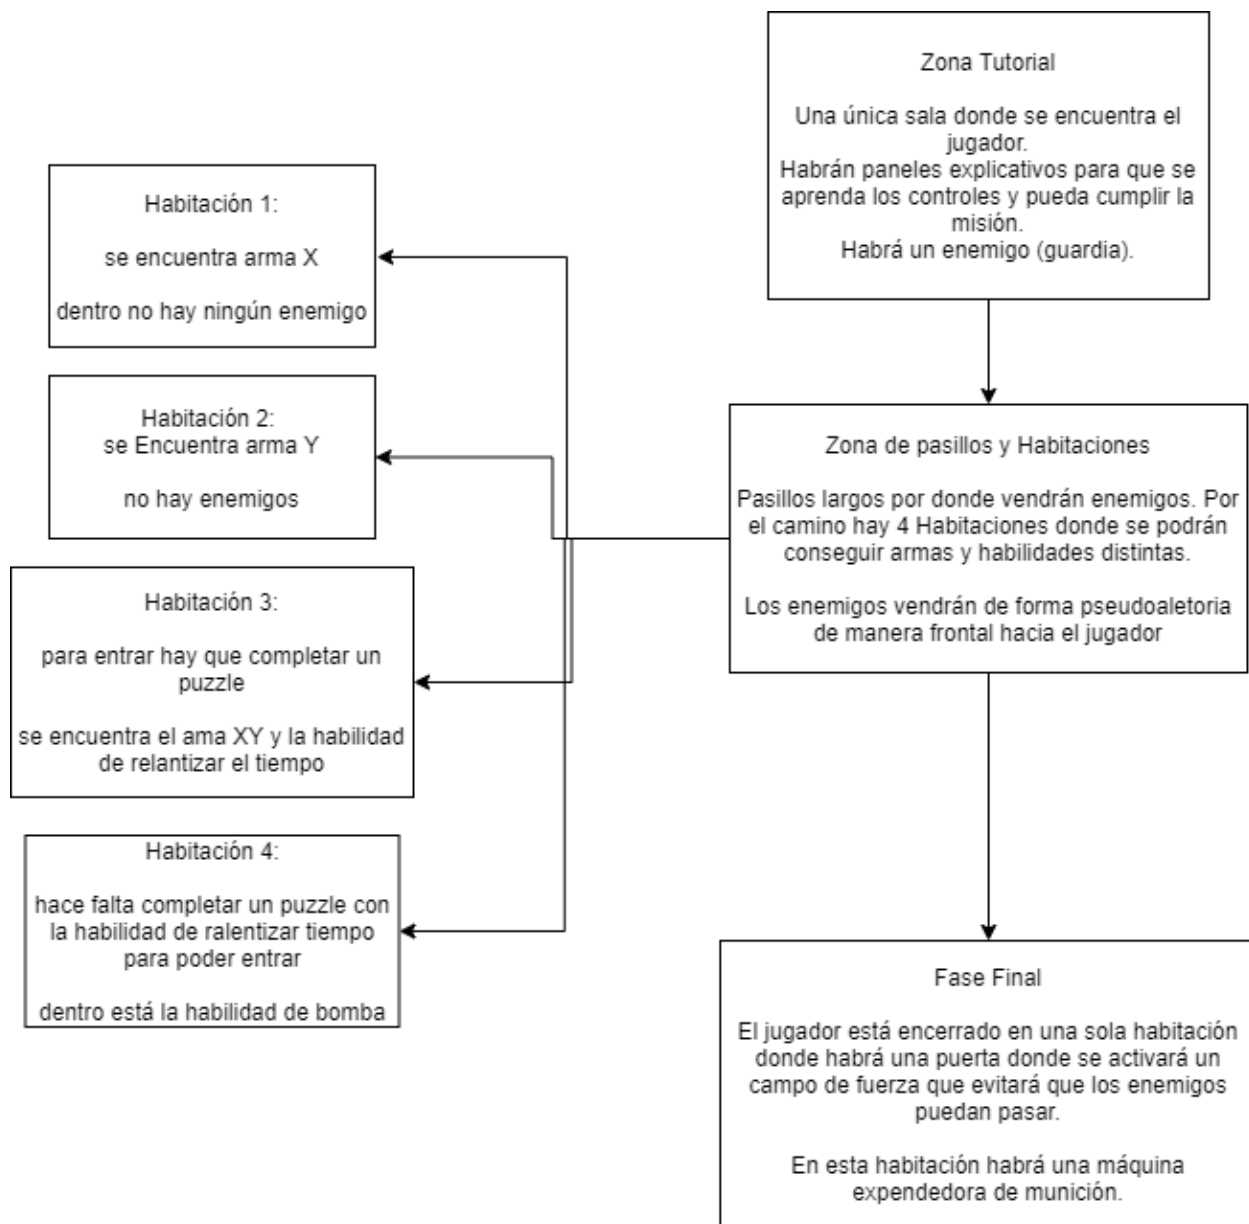 Zona Tutorial
Una única sala donde se encuentra el
jugador.
Habrán paneles explicativos para que se
aprenda los controles y pueda cumplir la
misión.
Habrá un enemigo (guardia).
Habitación 1:
se encuentra arma X
dentro no hay ningún enemigo
Habitación 2:
se Encuentra arma Y
no hay enemigos
Habitación 3:
para entrar hay que completar un
puzzle
se encuentra el ama XY y la habilidad
de relantizar el tiempo
Habitación 4:
hace falta completar un puzzle con
la habilidad de ralentizar tiempo
para poder entrar
dentro está la habilidad de bomba
Zona de pasillos y Habitaciones
Pasillos largos por donde vendrán enemigos. Por
el camino hay 4 Habitaciones donde se podrán
conseguir armas y habilidades distintas.
Los enemigos vendrán de forma pseudoaletoria
de manera frontal hacia el jugador
Fase Final
El jugador está encerrado en una sola habitación
donde habrá una puerta donde se activará un
campo de fuerza que evitará que los enemigos
puedan pasar.
En esta habitación habrá una máquina
expendedora de munición.